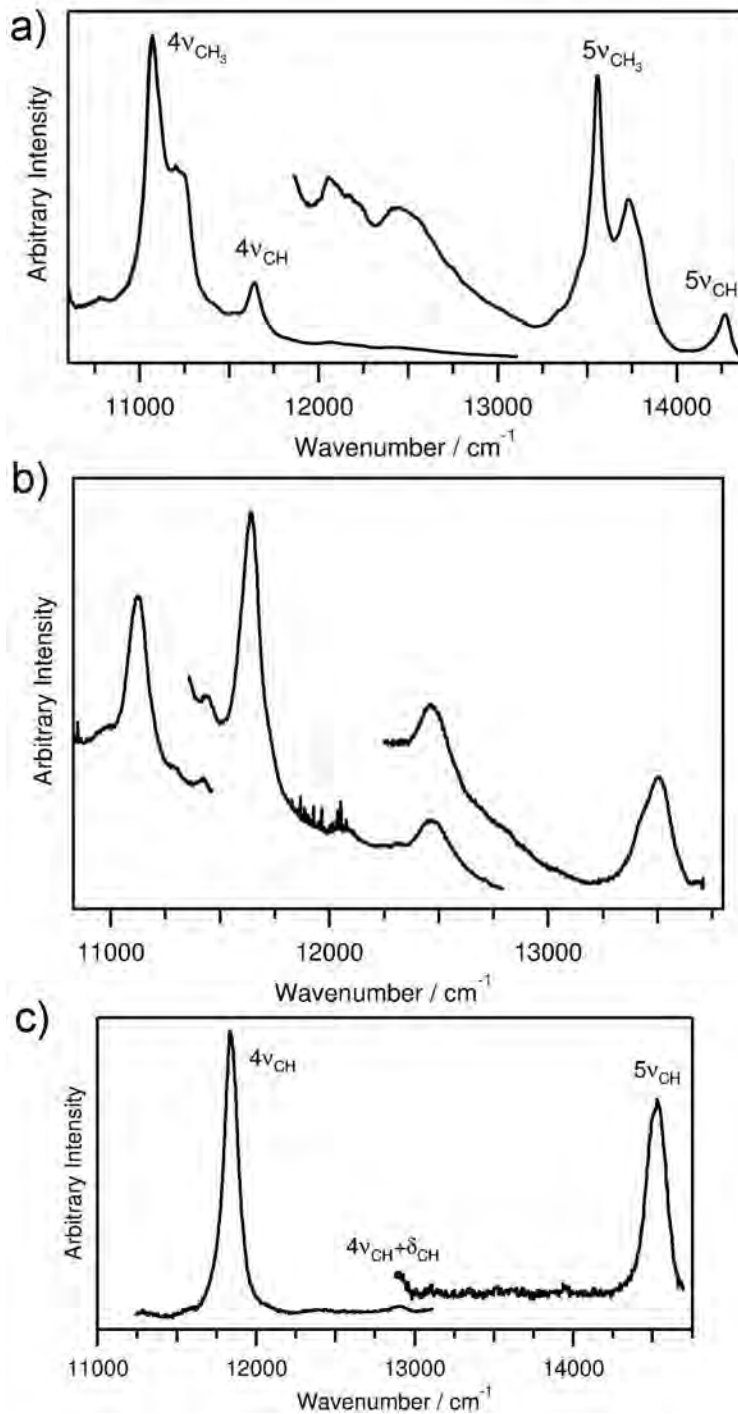 a)
4νCH₃
5νCH₃
4νCH
5νCH
Arbitrary Intensity
11000 12000 13000 14000
Wavenumber / cm⁻¹
b)
Arbitrary Intensity
11000 12000 13000
Wavenumber / cm⁻¹
c)
4νCH
5νCH
4νCH+δCH
Arbitrary Intensity
11000 12000 13000 14000
Wavenumber / cm⁻¹